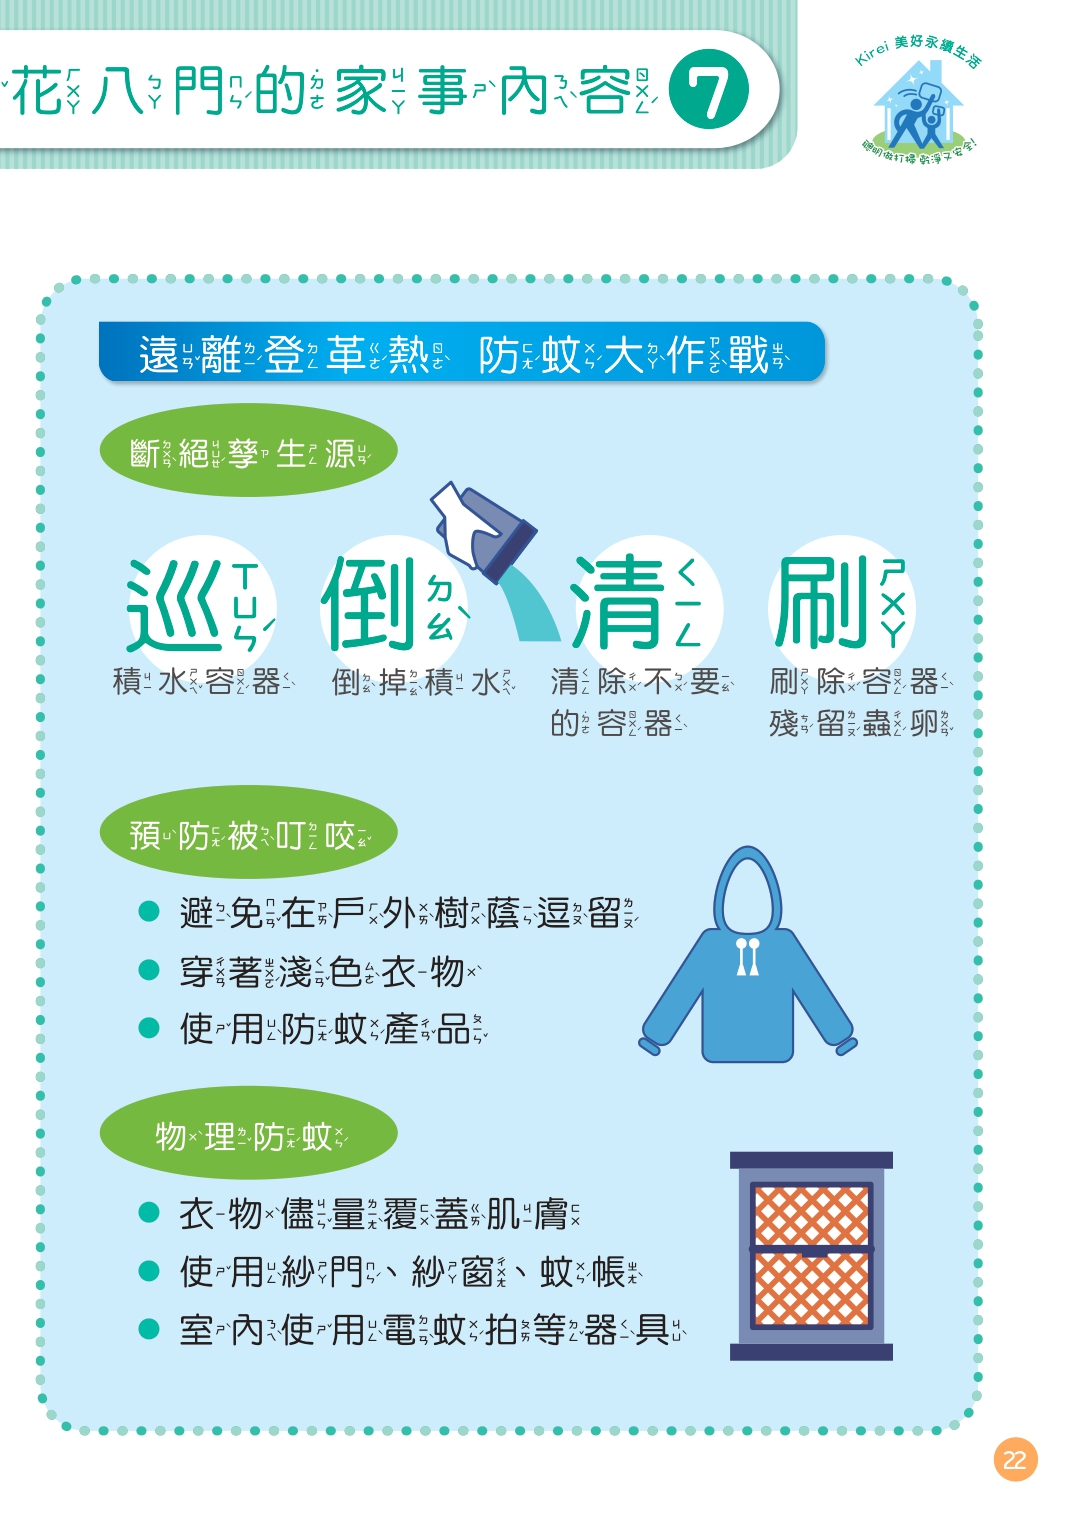 花八門的家事內容 7
Kirei 美好永續生活
聰明做打掃 乾淨又安全!
遠離登革熱 防蚊大作戰
斷絕孳生源
巡 倒 清 刷
積水容器 倒掉積水 清除不要 刷除容器
的容器 殘留蟲卵
預防被叮咬
避免在戶外樹蔭逗留
穿著淺色衣物
使用防蚊產品
物理防蚊
衣物儘量覆蓋肌膚
使用紗門、紗窗、蚊帳
室內使用電蚊拍等器具
22